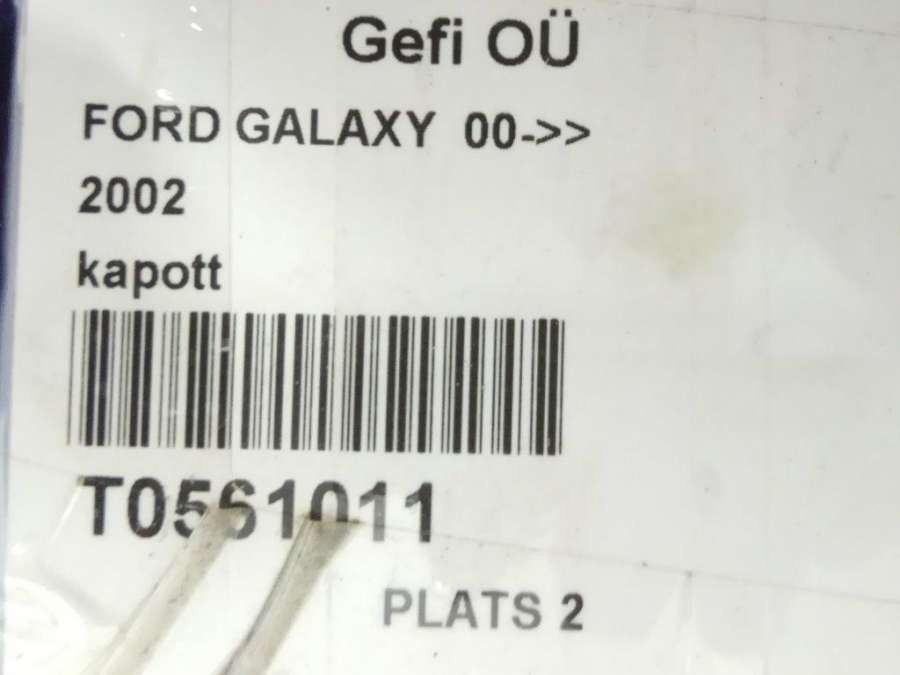 Gefi OÜ
FORD GALAXY 00->>
2002
kapott
T0561011
PLATS 2